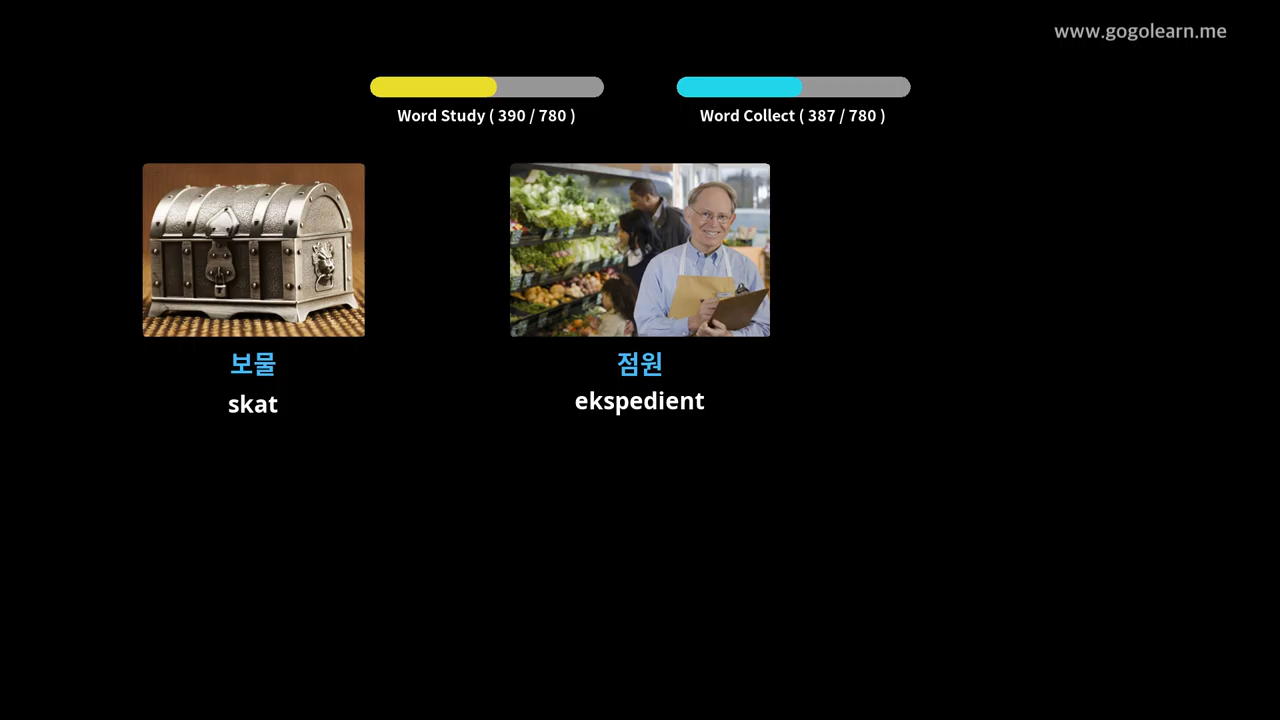 www.gogolearn.me
Word Study ( 390 / 780 )
Word Collect ( 387 / 780 )
보물
점원
skat
ekspedient